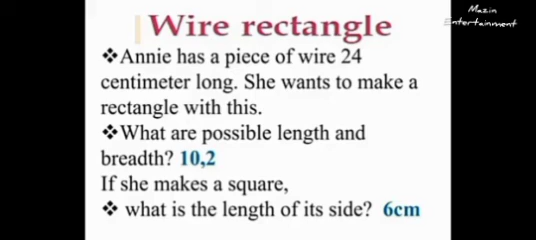 Mazin
Entertainment
Wire rectangle
❖Annie has a piece of wire 24
centimeter long. She wants to make a
rectangle with this.
❖What are possible length and
breadth? 10,2
If she makes a square,
❖ what is the length of its side? 6cm